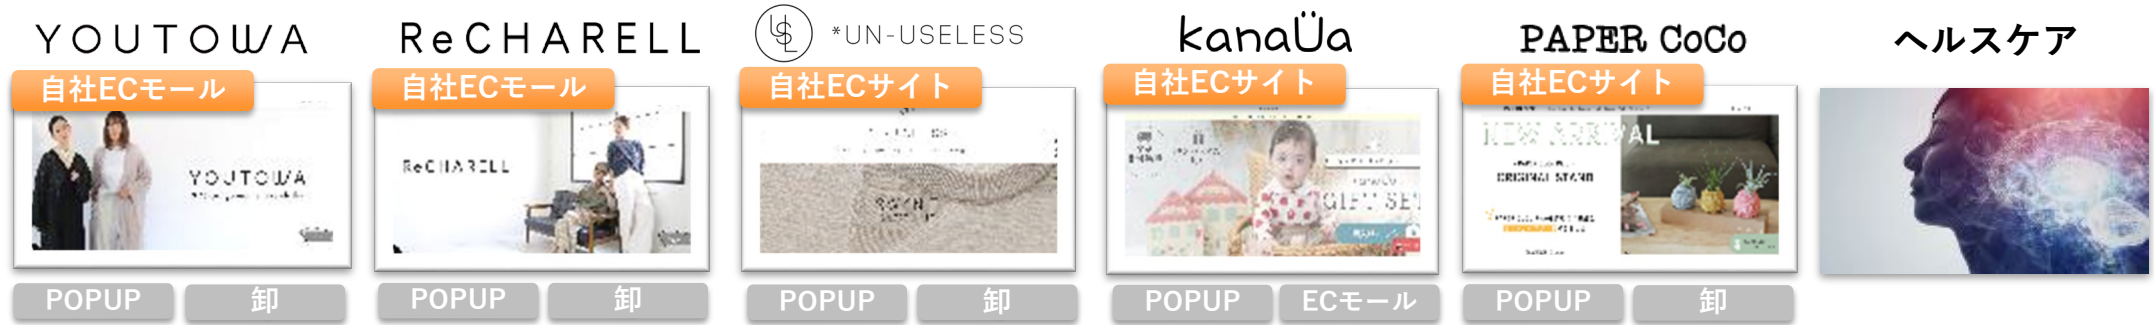 YOUTOWA
自社ECモール
YOUTOWA
POPUP
卸
ReCHARELL
自社ECモール
ReCHARELL
POPUP
卸
USL
*UN-USELESS
自社ECサイト
POPUP
卸
kanaÜa
自社ECサイト
GIFT SET
POPUP
ECモール
PAPER CoCo
自社ECサイト
NEW ARRIVAL
ORIGINAL STAND
POPUP
卸
ヘルスケア